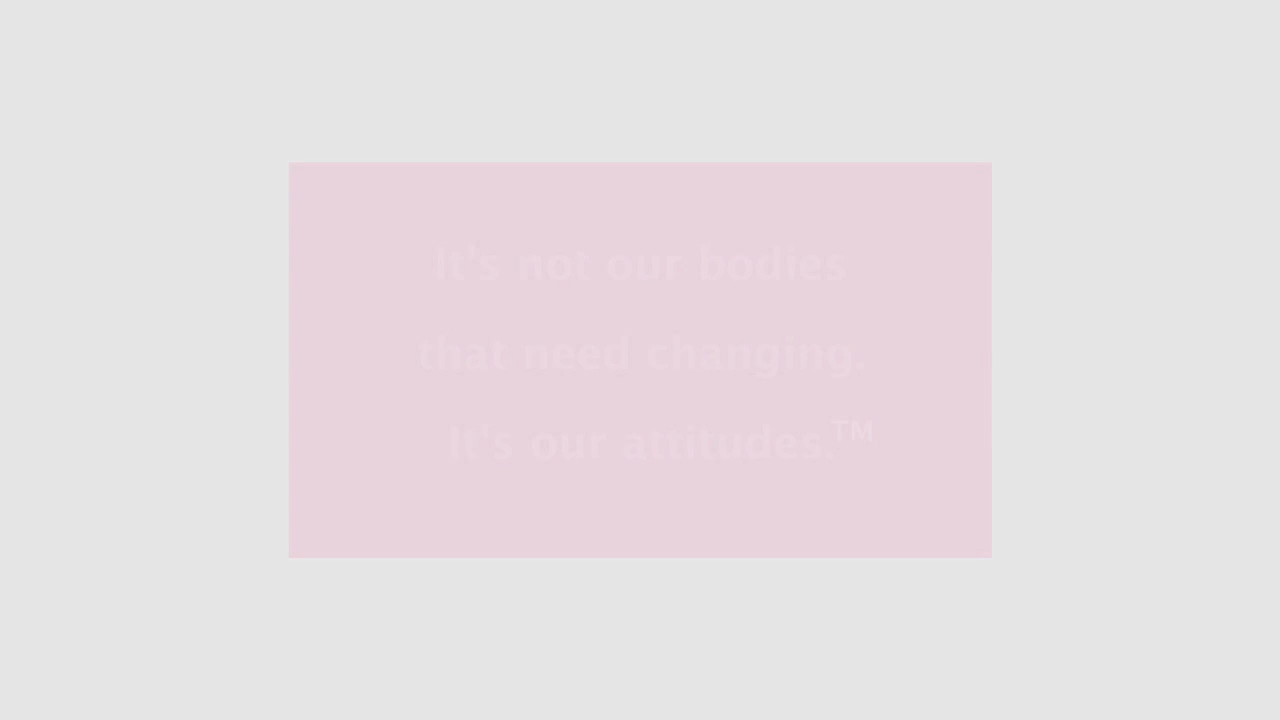 It's not our bodies
that need changing.
It's our attitudes.™